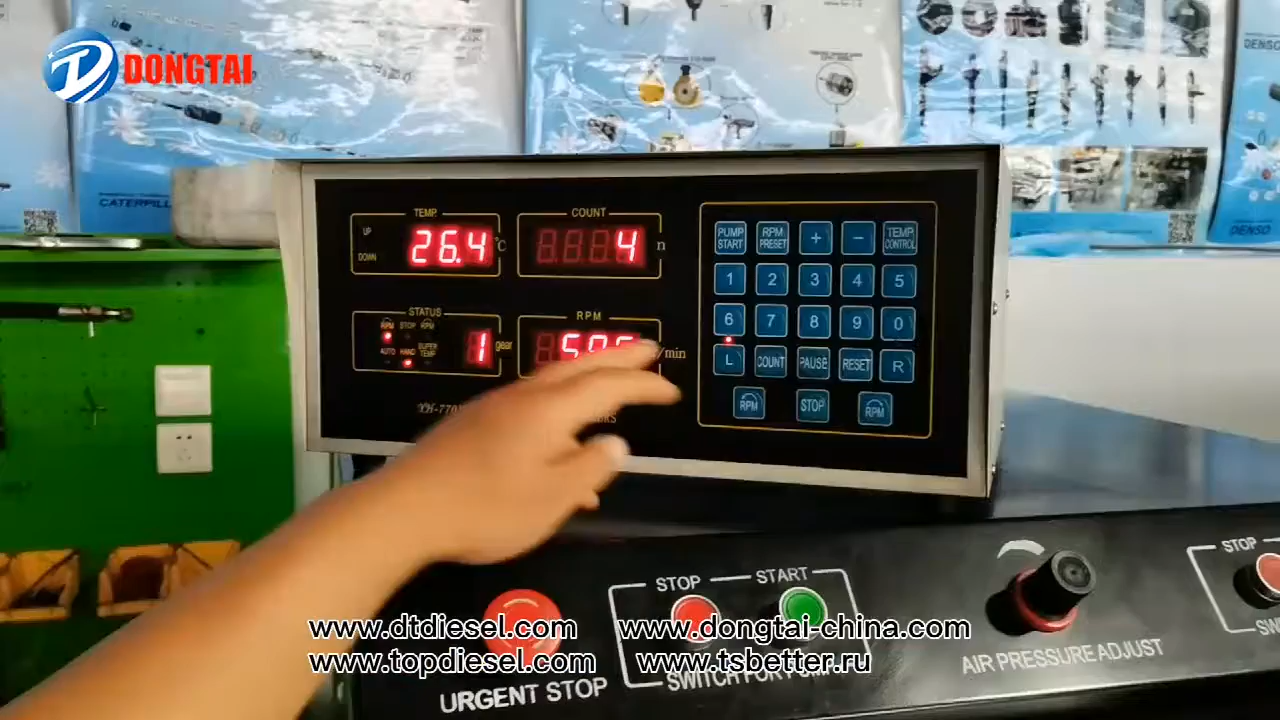 DONGTAI
CATERPILL
DENSO
DENSO
TEMP.
COUNT
UP
DOWN
26.4 °C
4 n
STATUS
RPM
RPM STOP RPM
AUTO HAND SUPER TEMP
1 gear
/min
PUMP START
RPM PRESET
+
-
TEMP. CONTROL
1 2 3 4 5
6 7 8 9 0
L COUNT PAUSE RESET R
RPM STOP RPM
STOP START
STOP
AIR PRESSURE ADJUST
URGENT STOP
www.dtdiesel.com www.dongtai-china.com
www.topdiesel.com www.tsbetter.ru